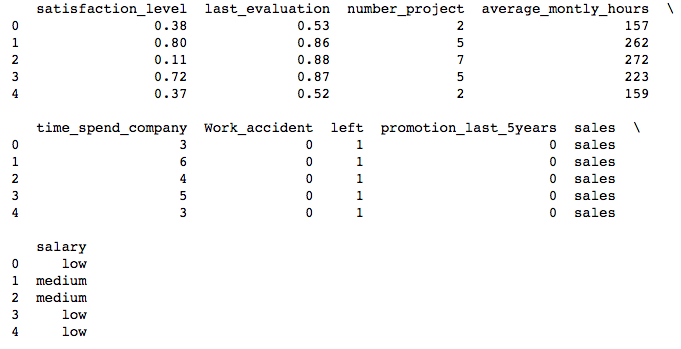 satisfaction_level  last_evaluation  number_project  average_montly_hours  \
0                0.38             0.53               2                   157
1                0.80             0.86               5                   262
2                0.11             0.88               7                   272
3                0.72             0.87               5                   223
4                0.37             0.52               2                   159

   time_spend_company  Work_accident  left  promotion_last_5years  sales  \
0                   3              0     1                      0  sales
1                   6              0     1                      0  sales
2                   4              0     1                      0  sales
3                   5              0     1                      0  sales
4                   3              0     1                      0  sales

   salary
0     low
1  medium
2  medium
3     low
4     low